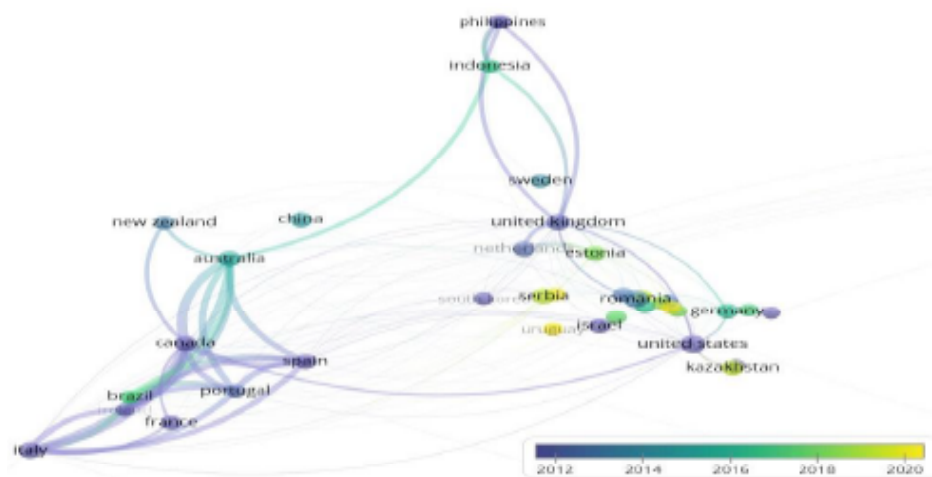 philippines
indonesia
sweden
new zealand
china
united kingdom
netherlands
estonia
australia
south korea
serbia
romania
germany
uruguay
israel
canada
united states
spain
kazakhstan
brazil
portugal
france
italy
2012 2014 2016 2018 2020